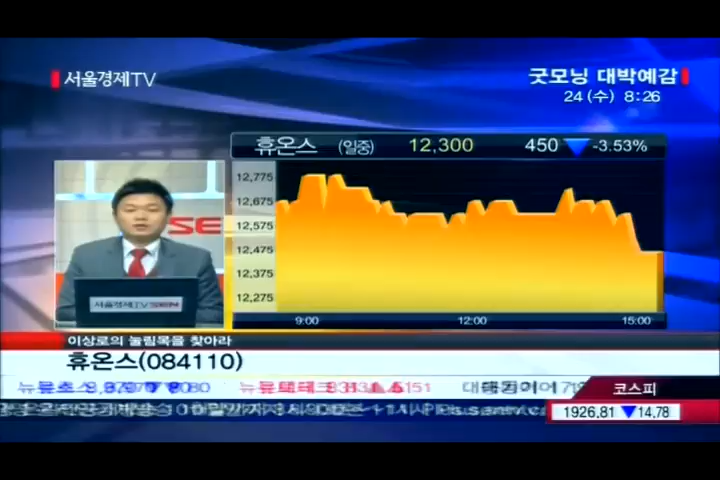 서울경제TV
굿모닝 대박예감
24 (수) 8:26
휴온스 (일중) 12,300 450 ▼ -3.53%
12,775
12,675
12,575
12,475
12,375
12,275
9:00 12:00 15:00
SE
서울경제TV SEN
이상로의 눌림목을 찾아라
휴온스(084110)
코스피
1926.81 ▼14.78